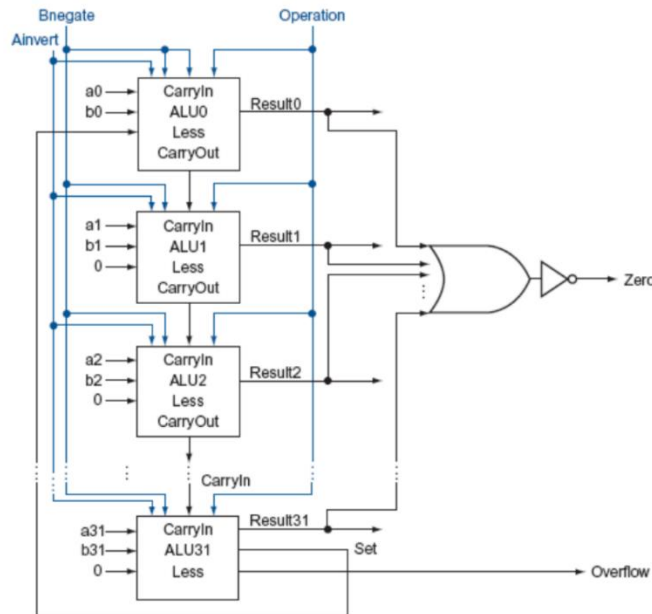 Bnegate
Operation
Ainvert
a0
b0
CarryIn
ALU0
Less
CarryOut
Result0
a1
b1
0
CarryIn
ALU1
Less
CarryOut
Result1
Zero
a2
b2
0
CarryIn
ALU2
Less
CarryOut
Result2
CarryIn
a31
b31
0
CarryIn
ALU31
Less
Result31
Set
Overflow